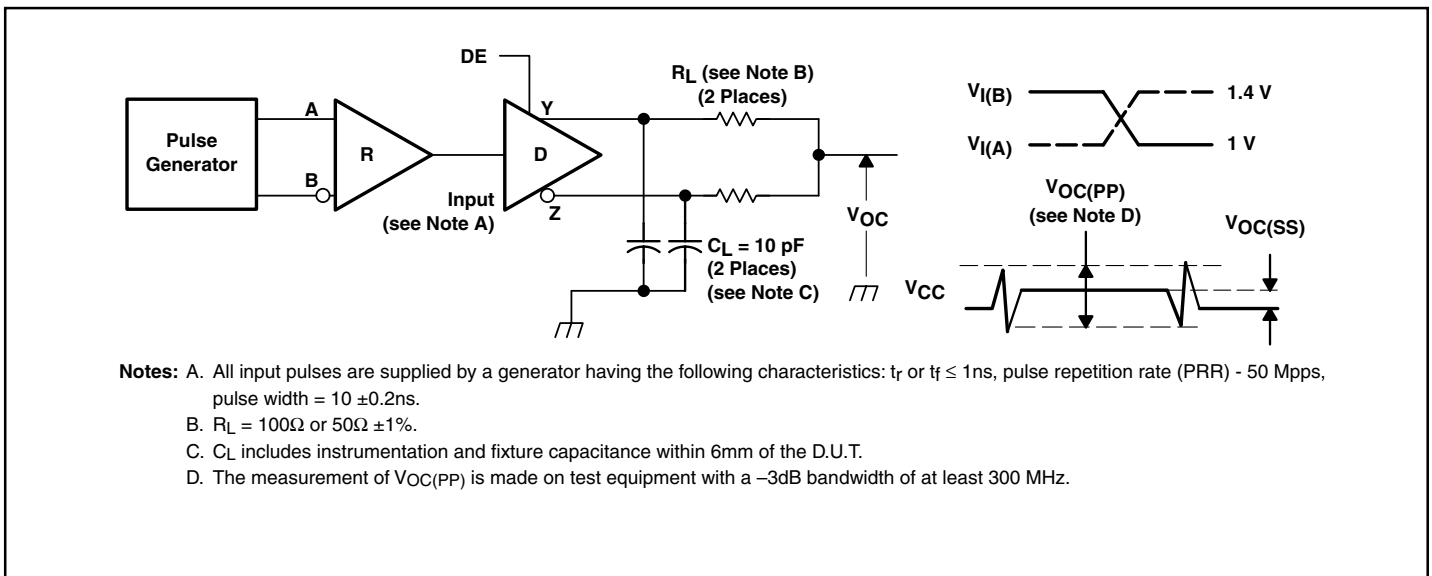 DE
RL (see Note B)
(2 Places)
Pulse
Generator
A
B
R
Y
D
Z
Input
(see Note A)
CL = 10 pF
(2 Places)
(see Note C)
VOC
VI(B)
VI(A)
1.4 V
1 V
VOC(PP)
(see Note D)
VOC(SS)
VCC
Notes: A. All input pulses are supplied by a generator having the following characteristics: tr or tf ≤ 1ns, pulse repetition rate (PRR) - 50 Mpps,
pulse width = 10 ±0.2ns.
B. RL = 100Ω or 50Ω ±1%.
C. CL includes instrumentation and fixture capacitance within 6mm of the D.U.T.
D. The measurement of VOC(PP) is made on test equipment with a –3dB bandwidth of at least 300 MHz.